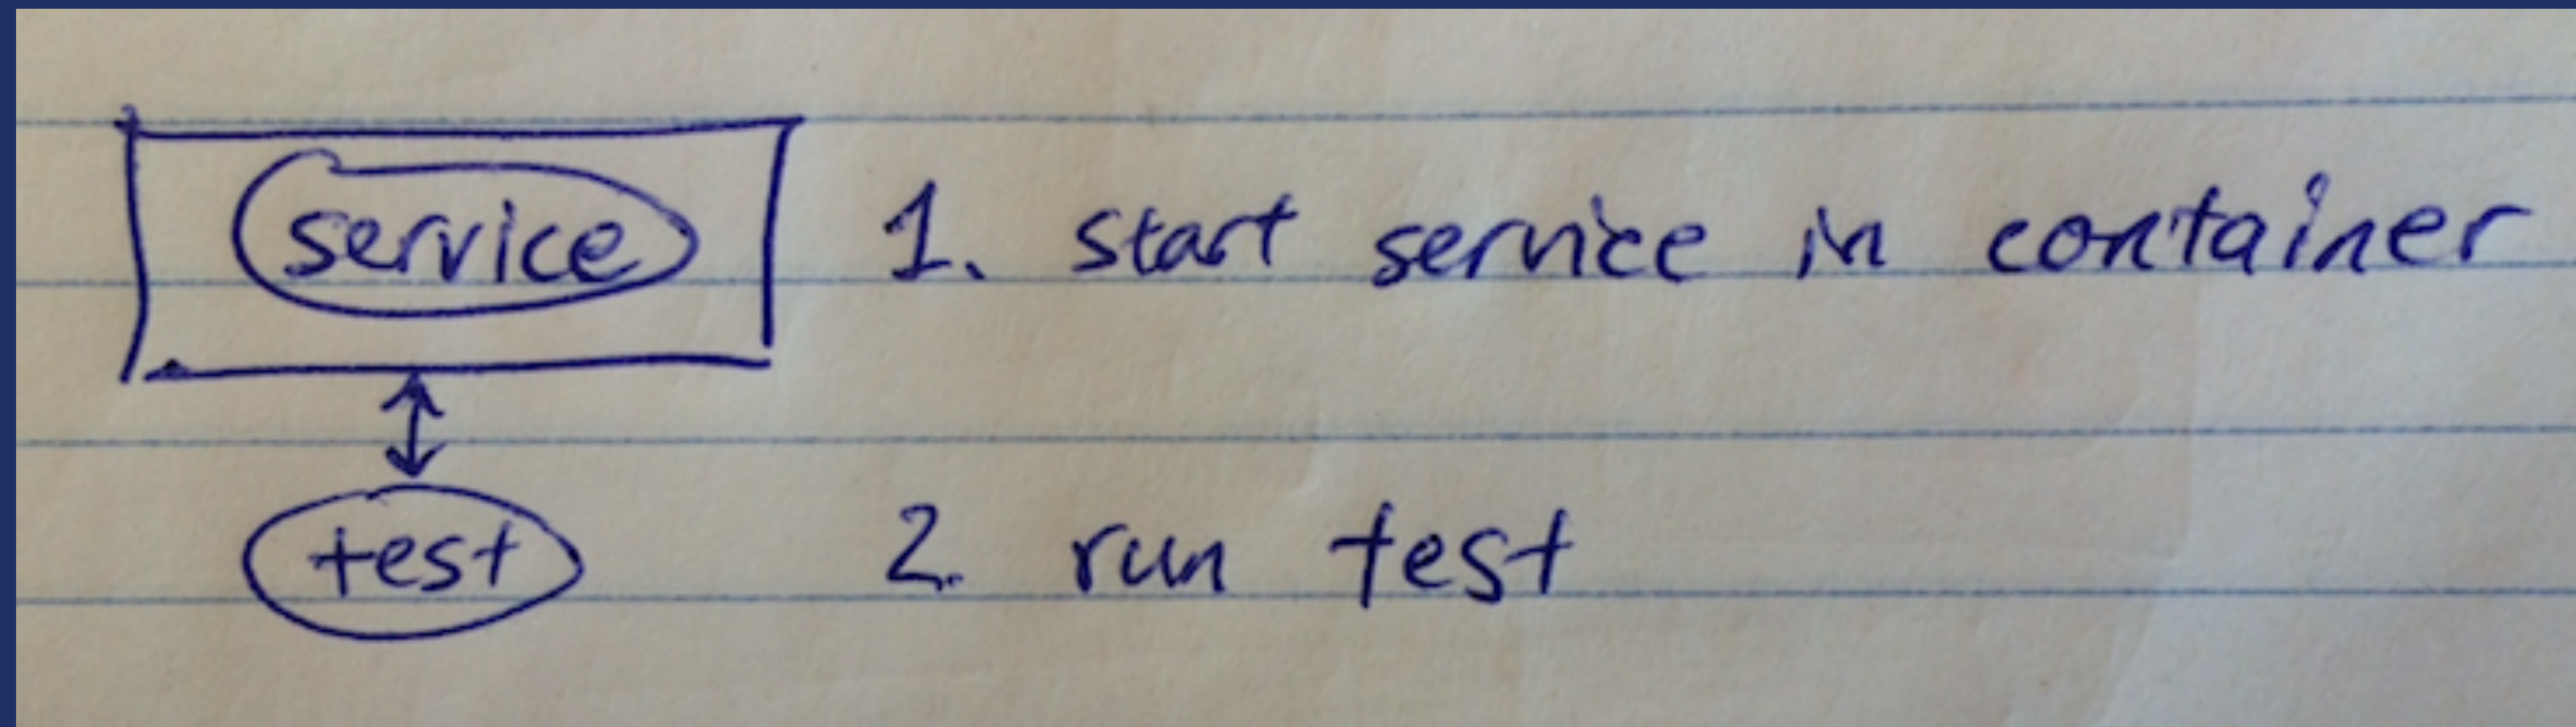 service
1. start service in container
test
2. run test